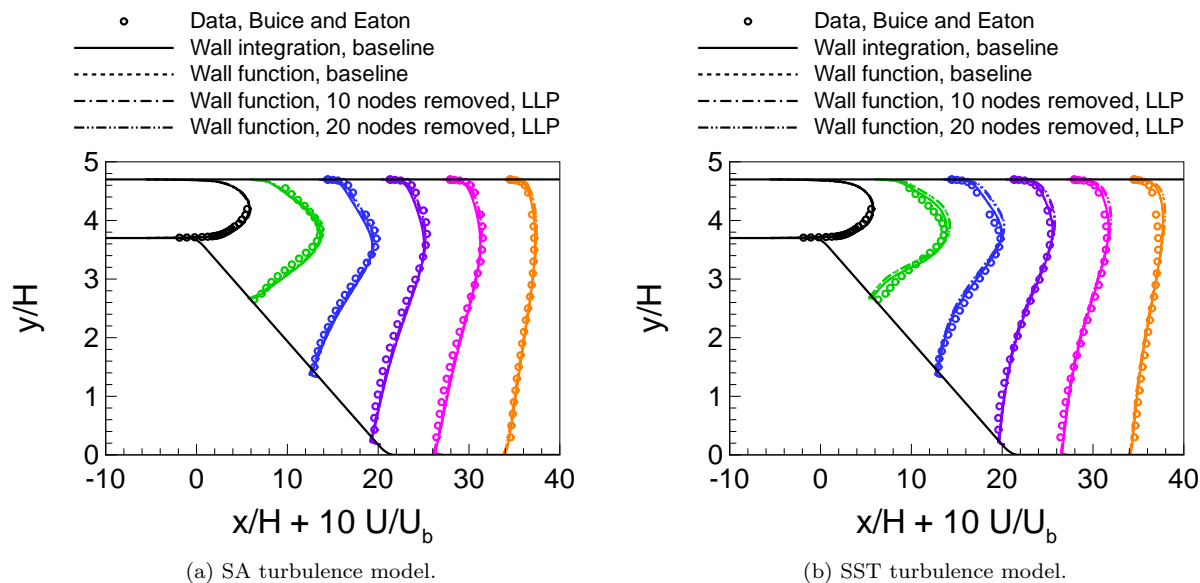 Data, Buice and Eaton
Wall integration, baseline
Wall function, baseline
Wall function, 10 nodes removed, LLP
Wall function, 20 nodes removed, LLP
5
4
3
2
1
0
y/H
-10 0 10 20 30 40
x/H + 10 U/U_b
(a) SA turbulence model.
Data, Buice and Eaton
Wall integration, baseline
Wall function, baseline
Wall function, 10 nodes removed, LLP
Wall function, 20 nodes removed, LLP
5
4
3
2
1
0
y/H
-10 0 10 20 30 40
x/H + 10 U/U_b
(b) SST turbulence model.